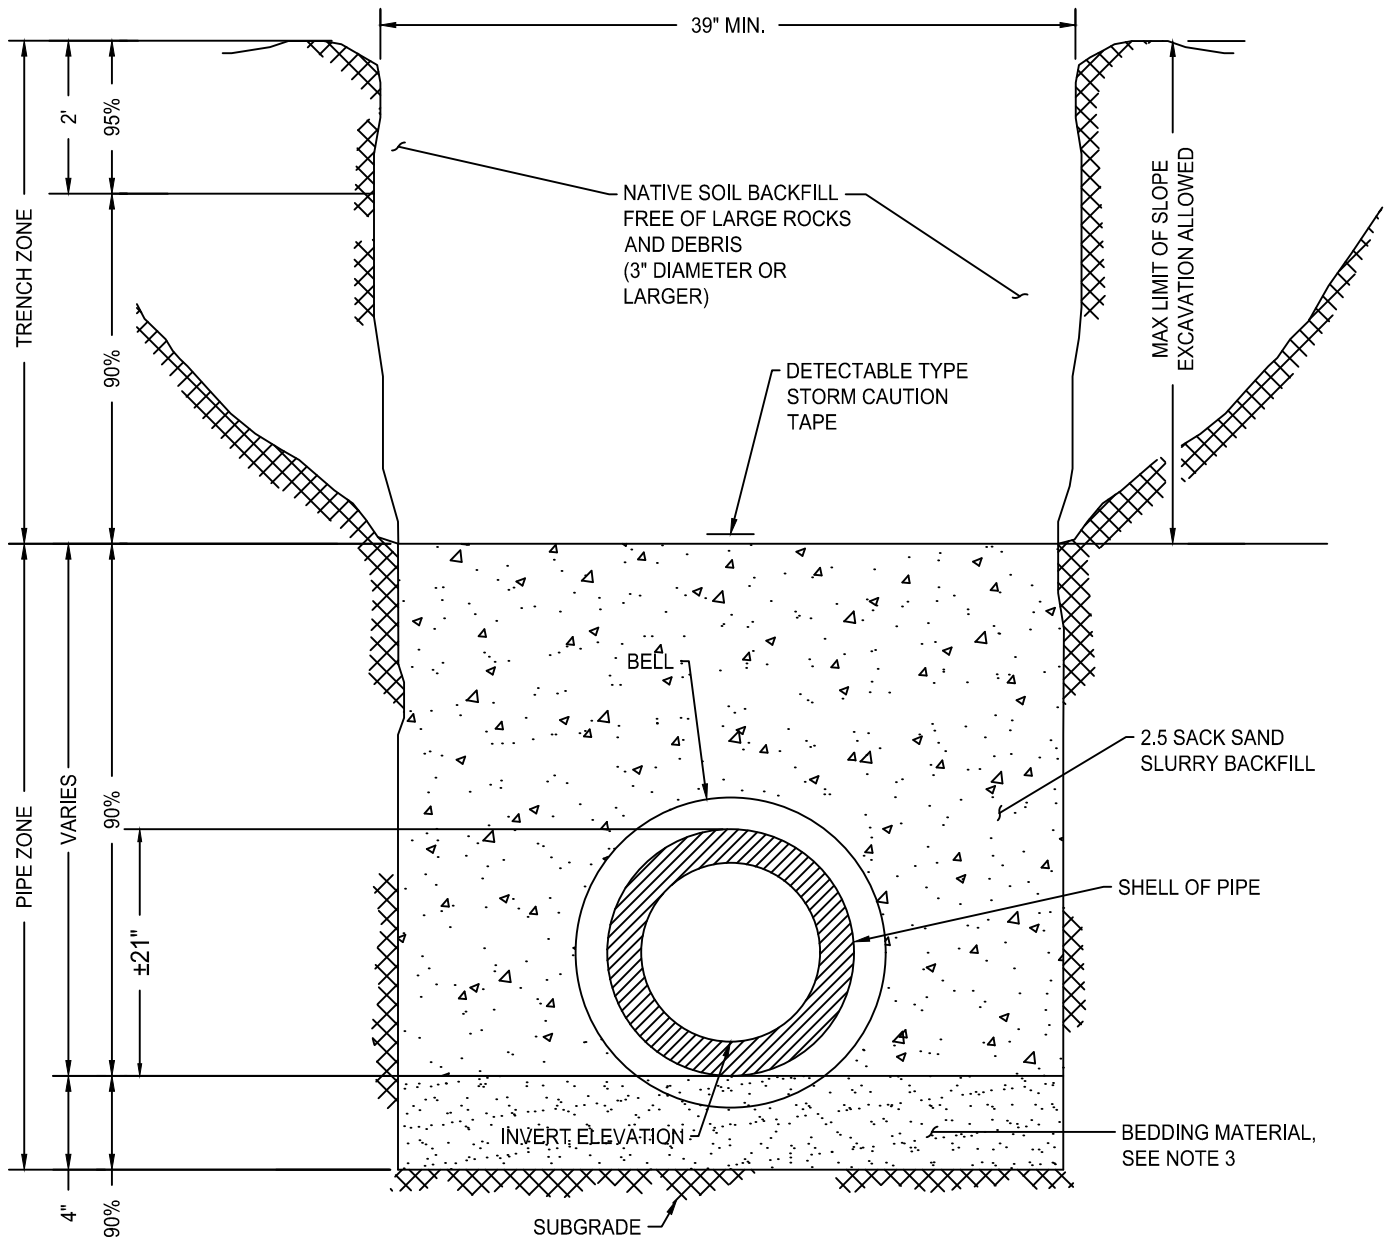 39" MIN.
2'
95%
TRENCH ZONE
90%
NATIVE SOIL BACKFILL
FREE OF LARGE ROCKS
AND DEBRIS
(3" DIAMETER OR
LARGER)
MAX LIMIT OF SLOPE
EXCAVATION ALLOWED
DETECTABLE TYPE
STORM CAUTION
TAPE
BELL
2.5 SACK SAND
SLURRY BACKFILL
PIPE ZONE
VARIES
90%
±21"
SHELL OF PIPE
INVERT ELEVATION
BEDDING MATERIAL,
SEE NOTE 3
4"
90%
SUBGRADE